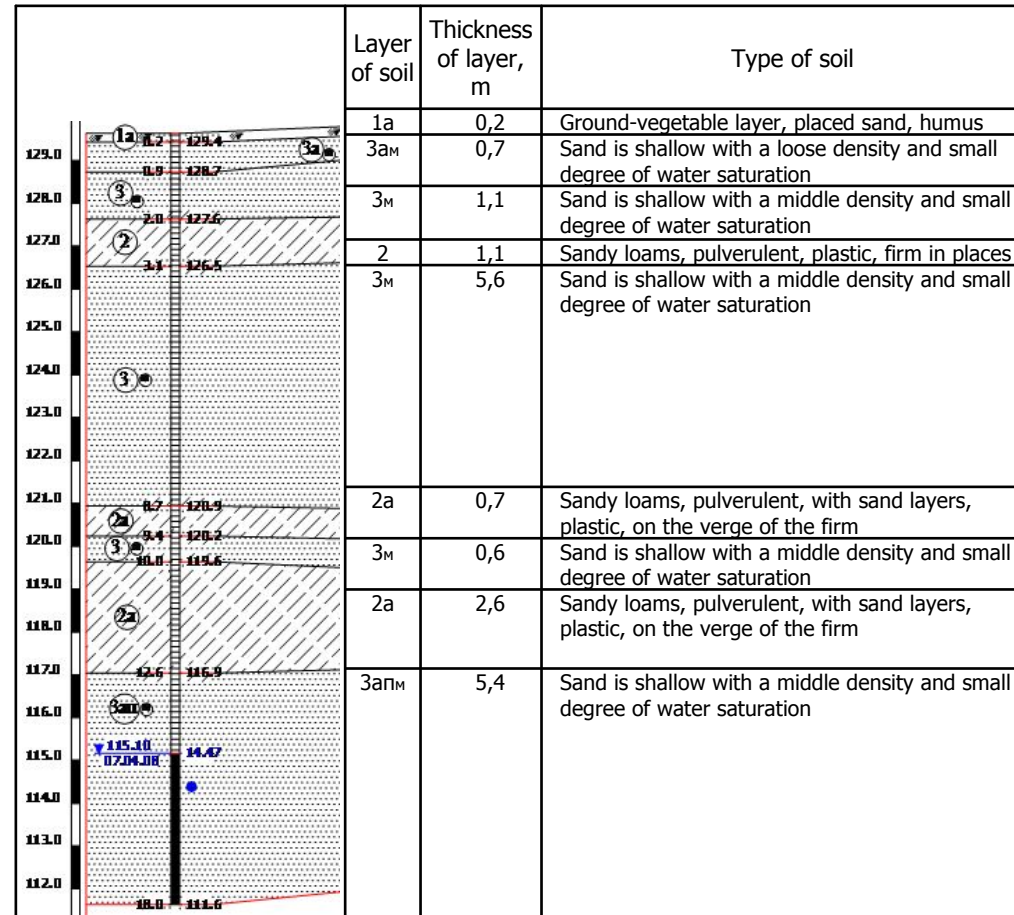 Layer
of soil
Thickness
of layer,
m
Type of soil
1а 0,2 Ground-vegetable layer, placed sand, humus
3ам 0,7 Sand is shallow with a loose density and small
degree of water saturation
3м 1,1 Sand is shallow with a middle density and small
degree of water saturation
2 1,1 Sandy loams, pulverulent, plastic, firm in places
3м 5,6 Sand is shallow with a middle density and small
degree of water saturation
2а 0,7 Sandy loams, pulverulent, with sand layers,
plastic, on the verge of the firm
3м 0,6 Sand is shallow with a middle density and small
degree of water saturation
2а 2,6 Sandy loams, pulverulent, with sand layers,
plastic, on the verge of the firm
3апм 5,4 Sand is shallow with a middle density and small
degree of water saturation
1а
0.2 129.4
3а
129.0
0.9 128.7
128.0
3
2.0 127.6
127.0
2
3.1 126.5
126.0
125.0
124.0
3
123.0
122.0
121.0
8.7 120.9
2а
9.4 120.2
120.0
3
10.0 119.6
119.0
2а
118.0
117.0
12.6 116.9
3ап
116.0
115.10 14.47
115.0
07.04.08
114.0
113.0
112.0
18.0 111.6